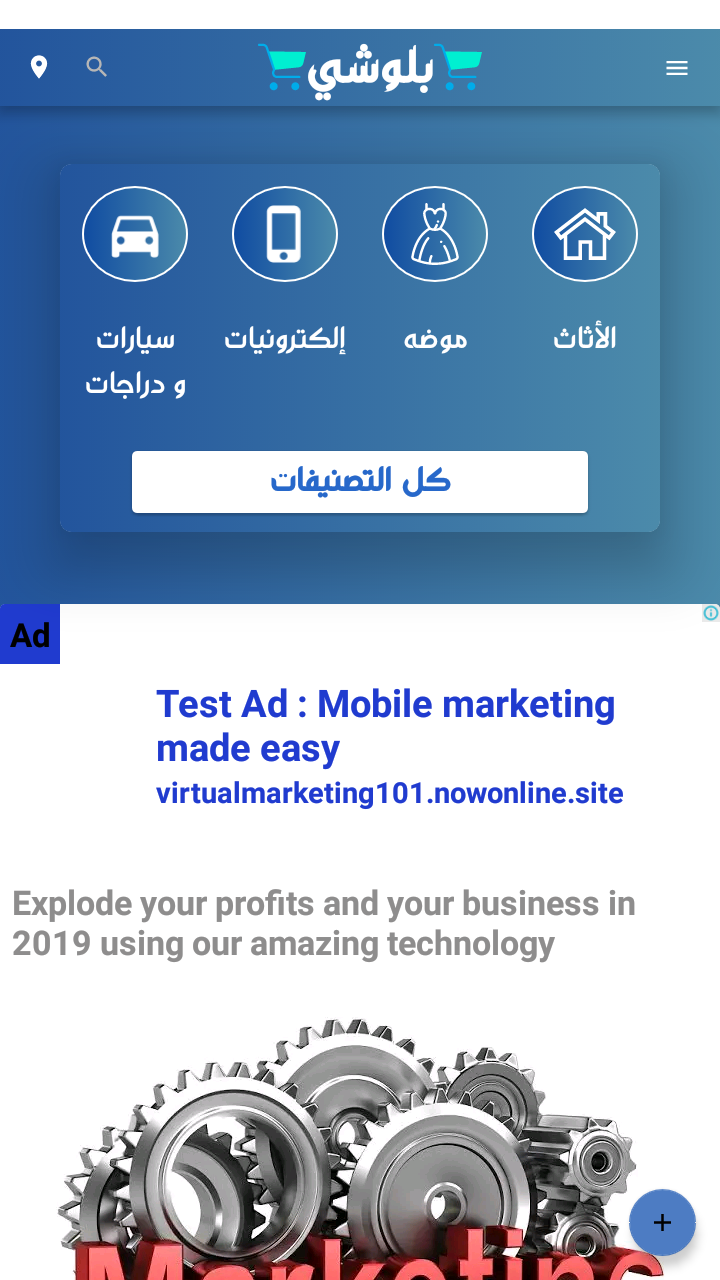 بلوشي
الأثاث
موضه
إلكترونيات
سيارات
و دراجات
كل التصنيفات
Ad
Test Ad : Mobile marketing
made easy
virtualmarketing101.nowonline.site
Explode your profits and your business in
2019 using our amazing technology
Marketing